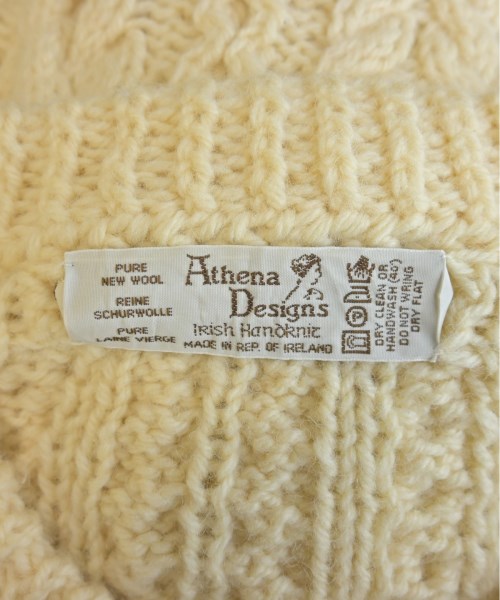 PURE
NEW WOOL
REINE
SCHURWOLLE
PURE
LAINE VIERGE
Athena
Designs
Irish Handknit
MADE IN REP. OF IRELAND
DRY CLEAN OR
HANDWASH (40°)
DO NOT WRING
DRY FLAT